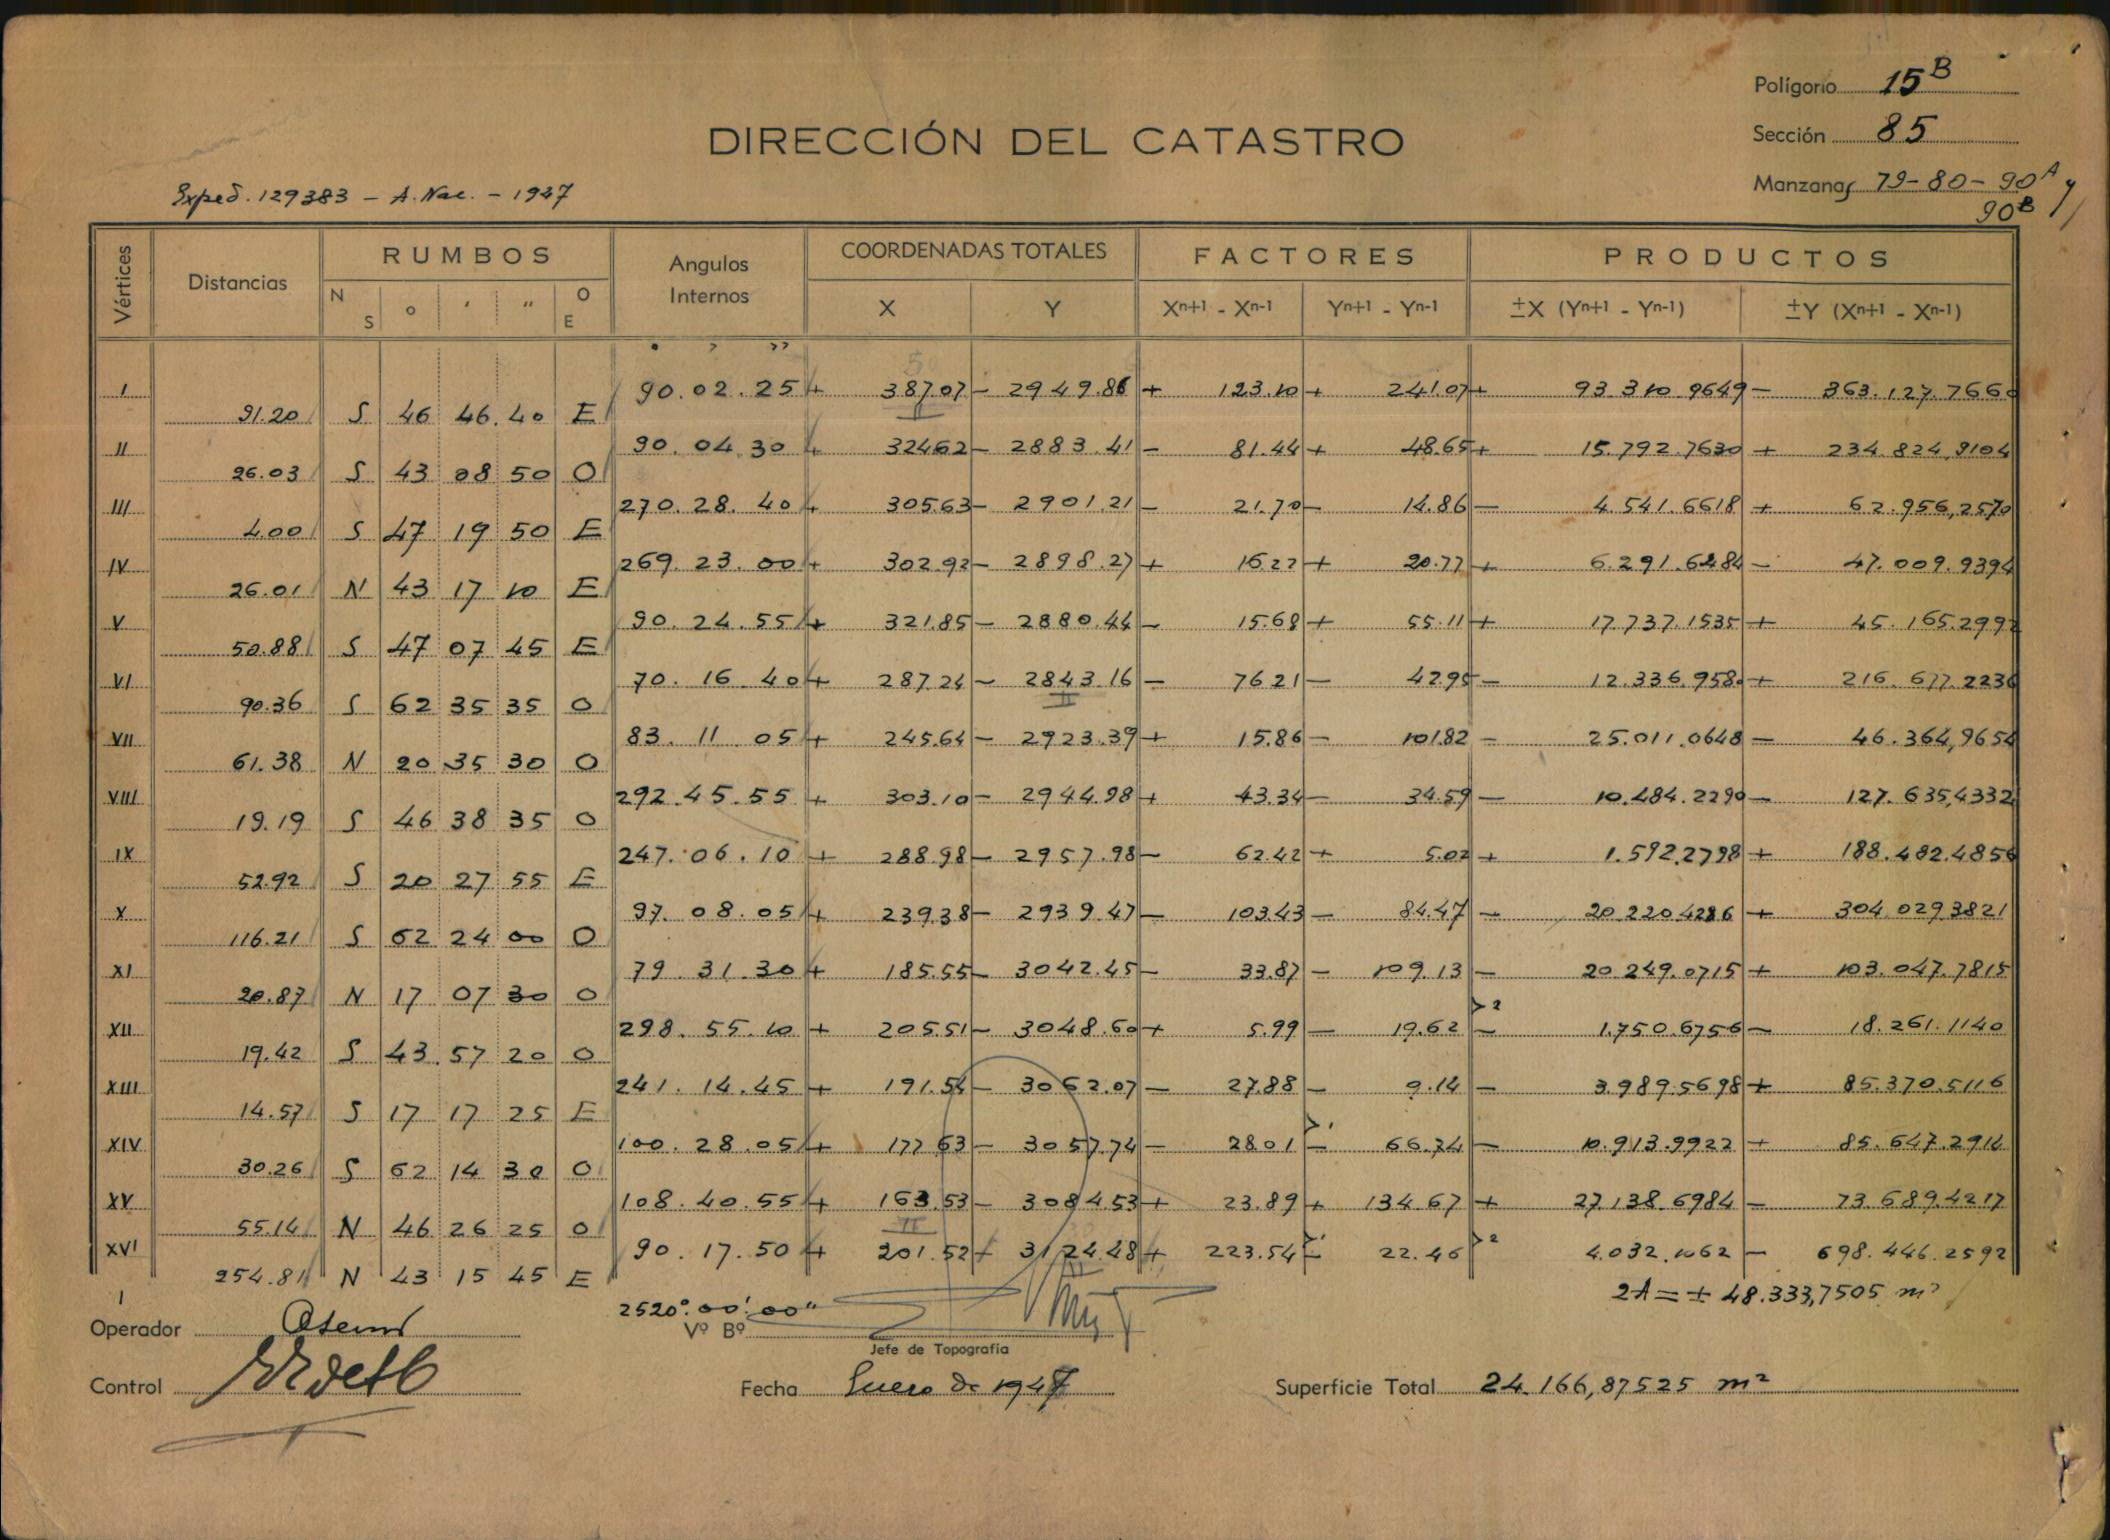 Polígono 15B
DIRECCIÓN DEL CATASTRO
Sección 85
Exped. 129383 - A. Nac. - 1947
Manzanas 79-80-90A y
90B
Vértices Distancias RUMBOS Angulos Internos COORDENADAS TOTALES FACTORES PRODUCTOS
N S ° ' " O E X Y Xn+1 - Xn-1 Yn+1 - Yn-1 ±X (Yn+1 - Yn-1) ±Y (Xn+1 - Xn-1)
° ' "
I 90.02.25 + 387.07 - 2949.86 + 123.10 + 241.07 + 93.310.9649 - 363.127.7660
91.20 S 46 46.40 E
II 90.04.30 + 324.62 - 2883.41 - 81.44 + 48.65 + 15.792.7630 + 234.824,9104
26.03 S 43 08 50 O
III 270.28.40 + 305.63 - 2901.21 - 21.70 - 14.86 - 4.541.6618 + 62.956,2570
4.00 S 47 19 50 E
IV 269.23.00 + 302.92 - 2898.27 + 16.22 + 20.77 + 6.291.6484 - 47.009.9394
26.01 N 43 17 10 E
V 90.24.55 + 321.85 - 2880.44 - 15.68 + 55.11 + 17.737.1535 + 45.165.2992
50.88 S 47 07 45 E
VI 70.16.40 + 287.24 - 2843.16 - 76.21 - 42.95 - 12.336.9580 + 216.677.2236
II
90.36 S 62 35 35 O
VII 83.11.05 + 245.64 - 2923.39 + 15.86 - 101.82 - 25.011.0648 - 46.364,9654
61.38 N 20 35 30 O
VIII 292.45.55 + 303.10 - 2944.98 + 43.34 - 34.59 - 10.484.2290 - 127.635,4332
19.19 S 46 38 35 O
IX 247.06.10 + 288.98 - 2957.98 - 62.42 + 5.02 + 1.592.2798 + 188.482.4856
52.92 S 20 27 55 E
X 97.08.05 + 239.38 - 2939.47 - 103.43 - 84.47 - 20.220.4286 + 304.029.3821
116.21 S 62 24 00 O
XI 79.31.30 + 185.55 - 3042.45 - 33.87 - 109.13 - 20.249.0715 + 103.047.7815
20.87 N 17 07 30 O
XII 298.55.10 + 205.51 - 3048.60 + 5.99 - 19.62 - 1.750.6756 - 18.261.1140
19.42 S 43.57 20 O
XIII 241.14.45 + 191.54 - 3062.07 - 27.88 - 9.14 - 3.989.5698 + 85.370.5116
14.57 S 17 17 25 E
XIV 100.28.05 + 177.63 - 3057.74 - 28.01 - 66.74 - 10.913.9922 + 85.647.2914
30.26 S 62 14 30 O
XV 108.40.55 + 163.53 - 3084.53 + 23.89 + 134.67 + 27.138.6984 - 73.689.4217
55.14 N 46 26 25 O
XVI 90.17.50 + 201.52 - 3124.48 + 223.54 - 22.46 4.032.1062 - 698.446.2592
254.81 N 43 15 45 E
I 2520°.00'.00" 2A = ± 48.333,7505 m²
Operador
Vº Bº
Jefe de Topografía
Control
Fecha Enero de 1947
Superficie Total 24.166,87525 m²